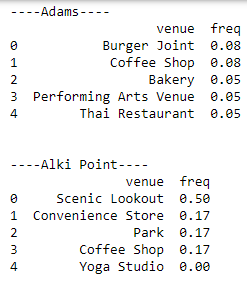 ----Adams----
venue freq
0 Burger Joint 0.08
1 Coffee Shop 0.08
2 Bakery 0.05
3 Performing Arts Venue 0.05
4 Thai Restaurant 0.05
----Alki Point----
venue freq
0 Scenic Lookout 0.50
1 Convenience Store 0.17
2 Park 0.17
3 Coffee Shop 0.17
4 Yoga Studio 0.00